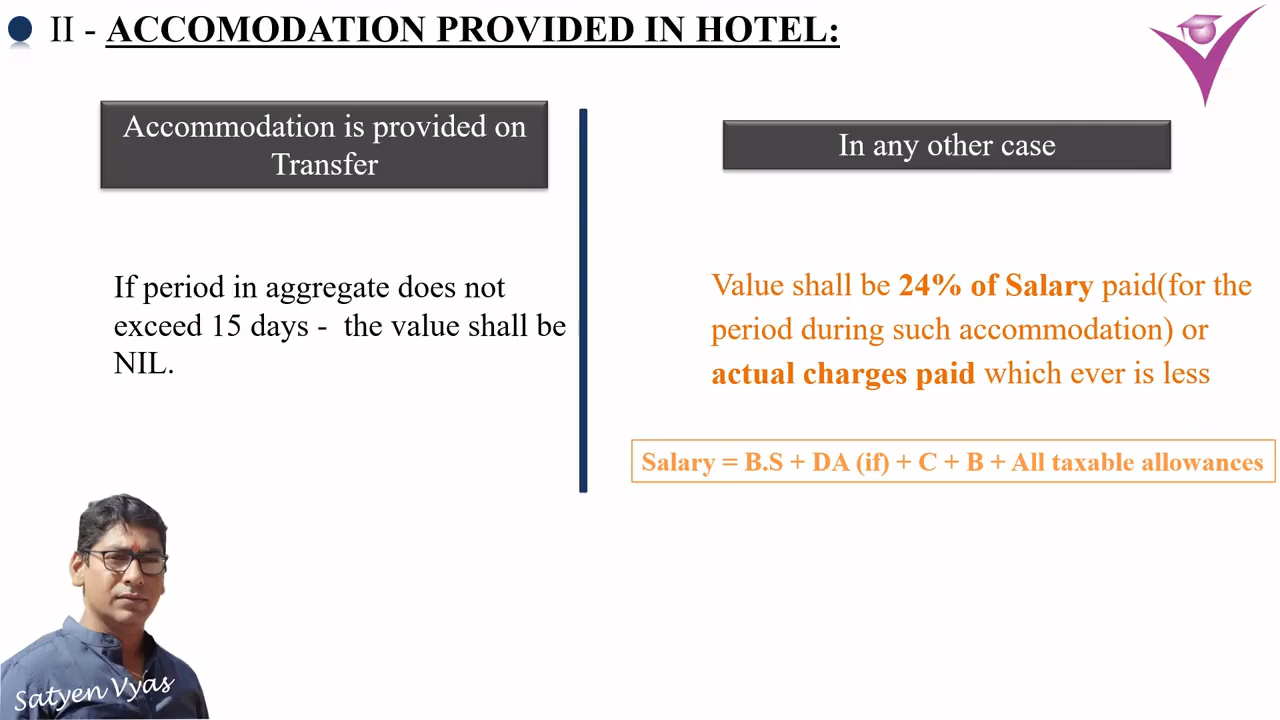 II - ACCOMODATION PROVIDED IN HOTEL:
Accommodation is provided on
Transfer
If period in aggregate does not
exceed 15 days - the value shall be
NIL.
In any other case
Value shall be 24% of Salary paid(for the
period during such accommodation) or
actual charges paid which ever is less
Salary = B.S + DA (if) + C + B + All taxable allowances
Satyen Vyas